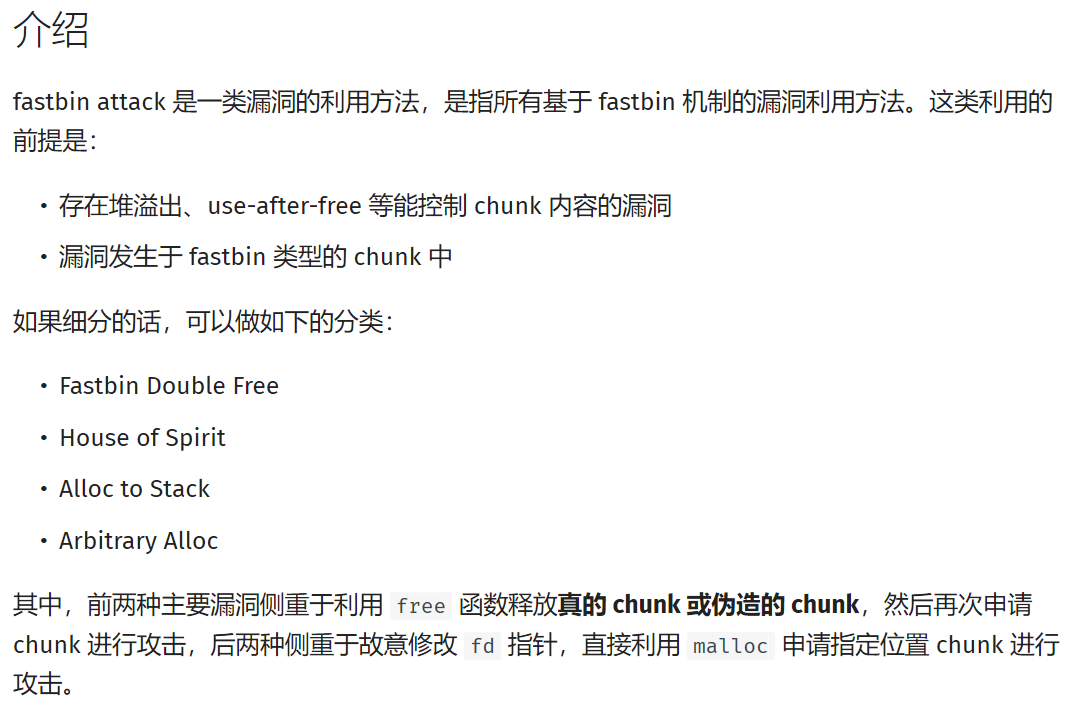 介绍
fastbin attack 是一类漏洞的利用方法，是指所有基于 fastbin 机制的漏洞利用方法。这类利用的
前提是：
• 存在堆溢出、use-after-free 等能控制 chunk 内容的漏洞
• 漏洞发生于 fastbin 类型的 chunk 中
如果细分的话，可以做如下的分类：
• Fastbin Double Free
• House of Spirit
• Alloc to Stack
• Arbitrary Alloc
其中，前两种主要漏洞侧重于利用 free 函数释放真的 chunk 或伪造的 chunk，然后再次申请
chunk 进行攻击，后两种侧重于故意修改 fd 指针，直接利用 malloc 申请指定位置 chunk 进行
攻击。